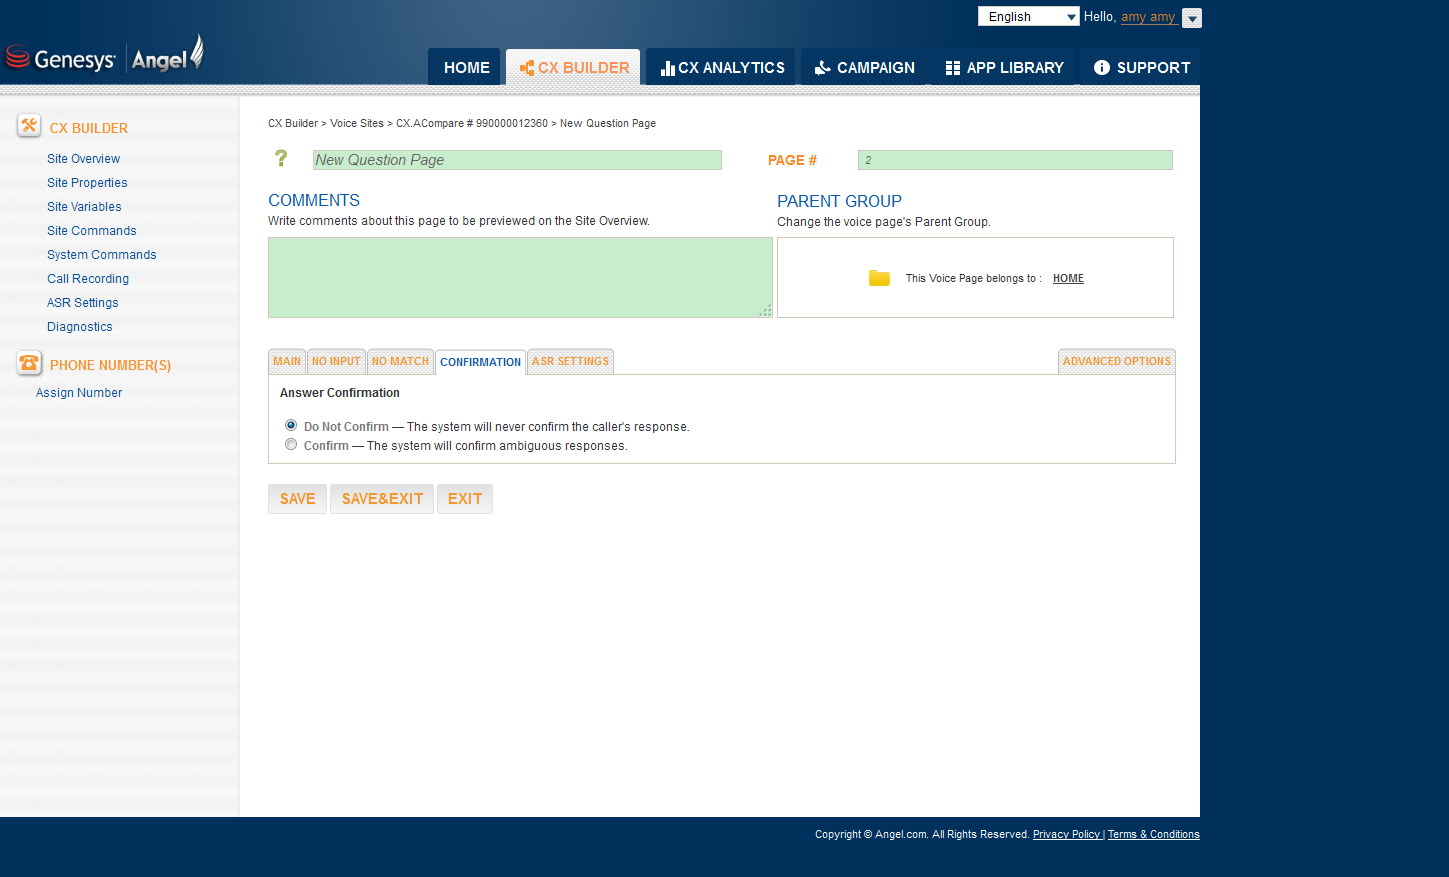 English Hello, amy amy
Genesys Angel
HOME CX BUILDER CX ANALYTICS CAMPAIGN APP LIBRARY SUPPORT
CX BUILDER
Site Overview
Site Properties
Site Variables
Site Commands
System Commands
Call Recording
ASR Settings
Diagnostics
PHONE NUMBER(S)
Assign Number
CX Builder > Voice Sites > CX.ACompare # 990000012360 > New Question Page
? New Question Page PAGE # 2
COMMENTS
Write comments about this page to be previewed on the Site Overview.
PARENT GROUP
Change the voice page's Parent Group.
This Voice Page belongs to : HOME
MAIN NO INPUT NO MATCH CONFIRMATION ASR SETTINGS ADVANCED OPTIONS
Answer Confirmation
Do Not Confirm — The system will never confirm the caller's response.
Confirm — The system will confirm ambiguous responses.
SAVE SAVE&EXIT EXIT
Copyright © Angel.com. All Rights Reserved. Privacy Policy | Terms & Conditions